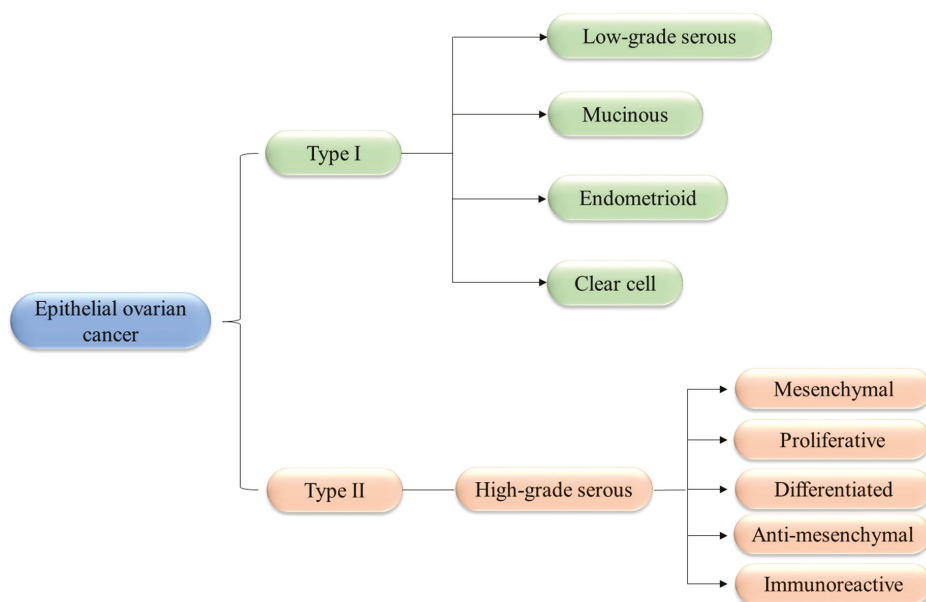 Epithelial ovarian
cancer
Type I
Low-grade serous
Mucinous
Endometrioid
Clear cell
Type II
High-grade serous
Mesenchymal
Proliferative
Differentiated
Anti-mesenchymal
Immunoreactive